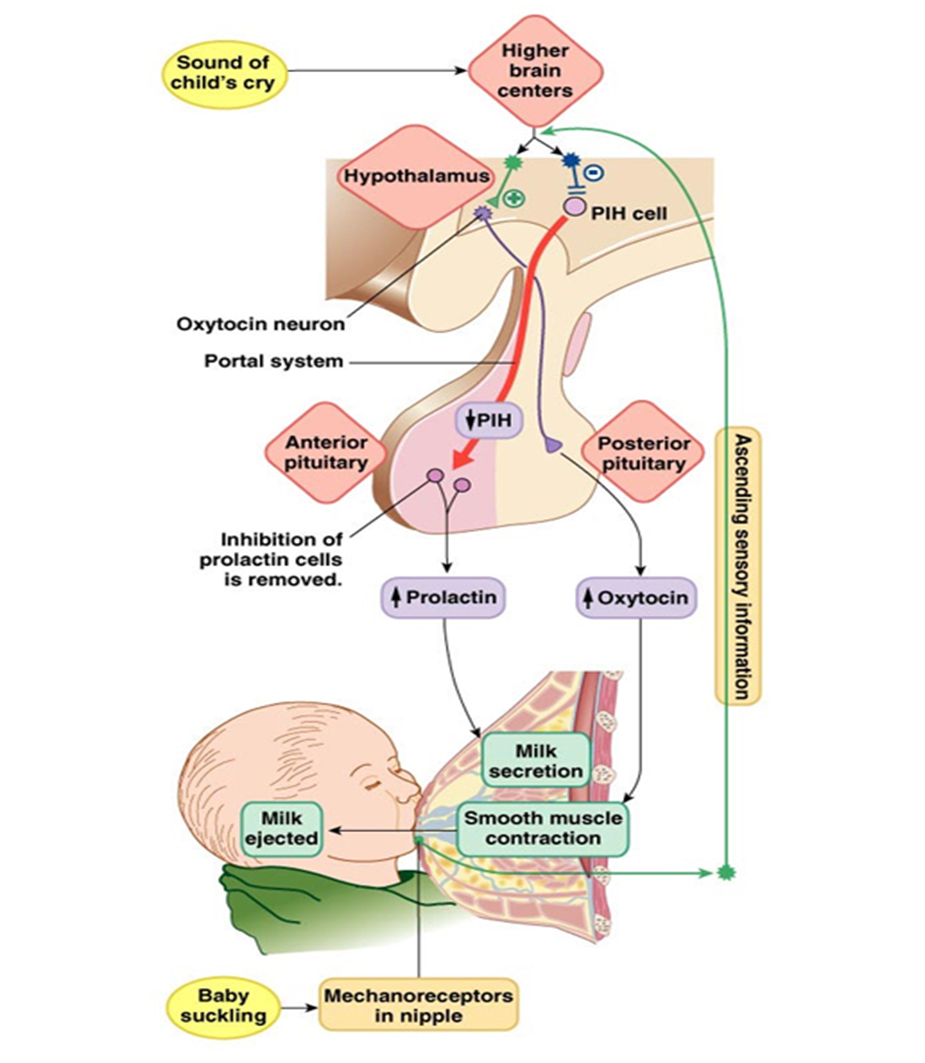 Sound of
child's cry
Higher
brain
centers
Hypothalamus
+
-
PIH cell
Oxytocin neuron
Portal system
PIH
Anterior
pituitary
Posterior
pituitary
Ascending sensory information
Inhibition of
prolactin cells
is removed.
Prolactin
Oxytocin
Milk
secretion
Milk
ejected
Smooth muscle
contraction
Baby
suckling
Mechanoreceptors
in nipple